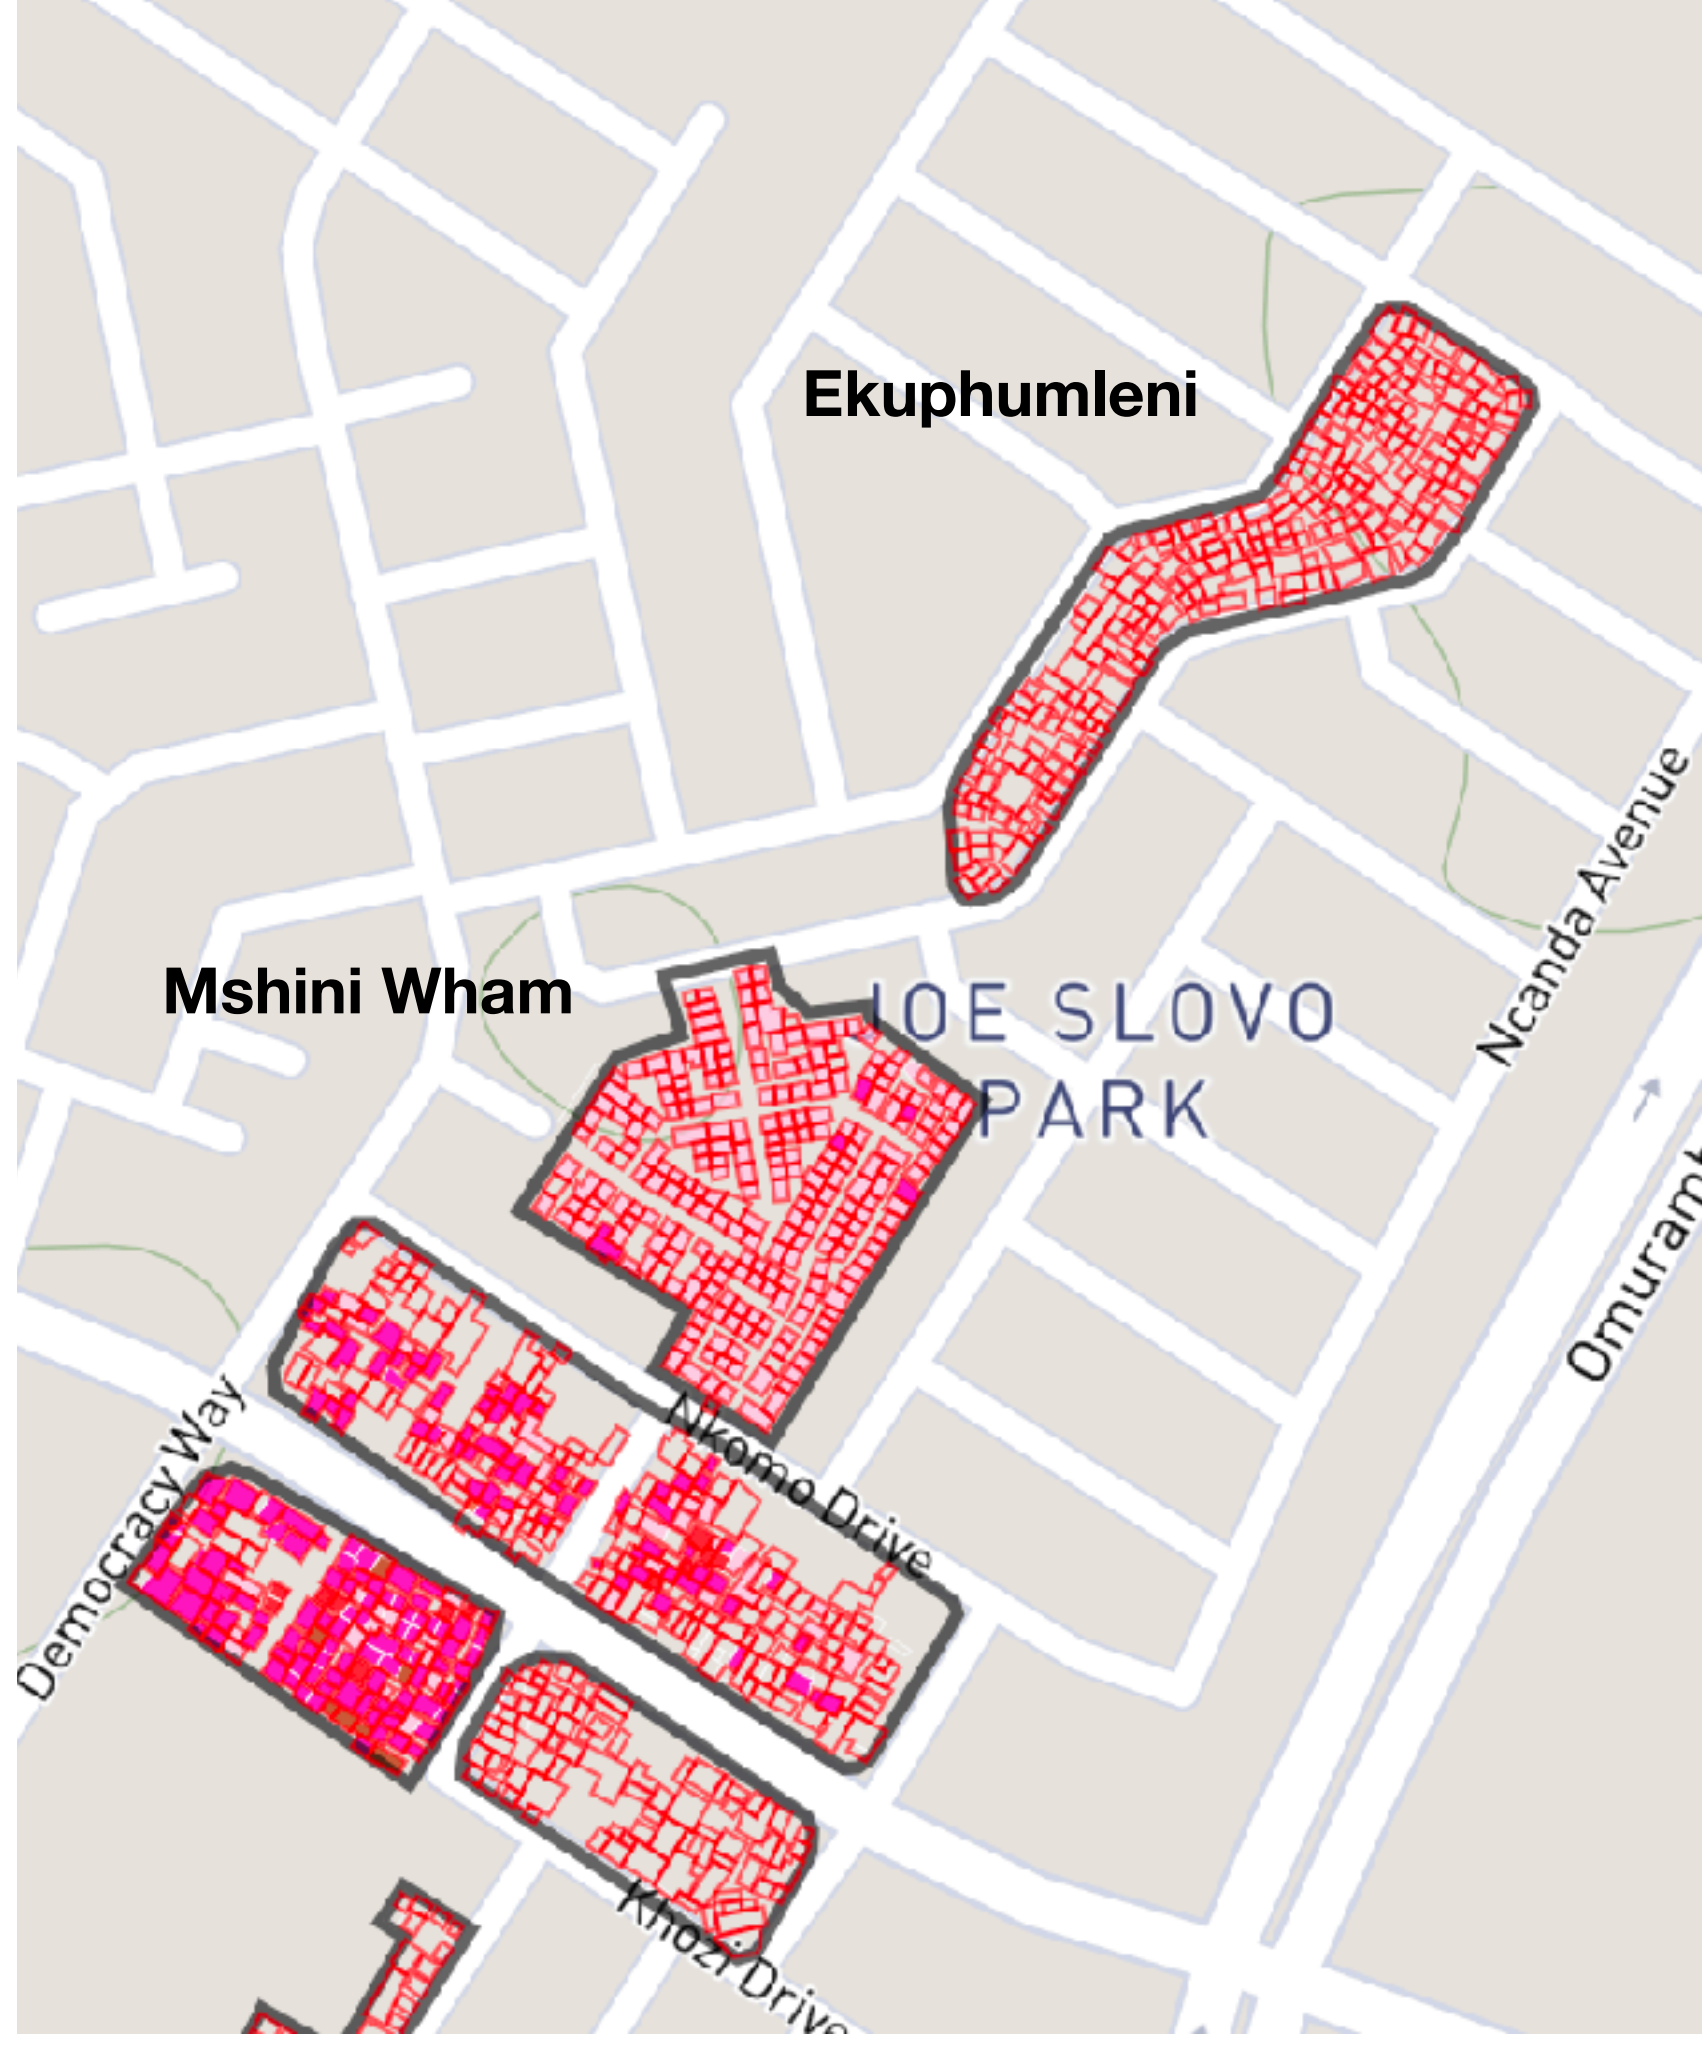 Ekuphumleni
Mshini Wham
JOE SLOVO
PARK
Ncanda Avenue
Nkomo Drive
Democracy Way
Khozi Drive